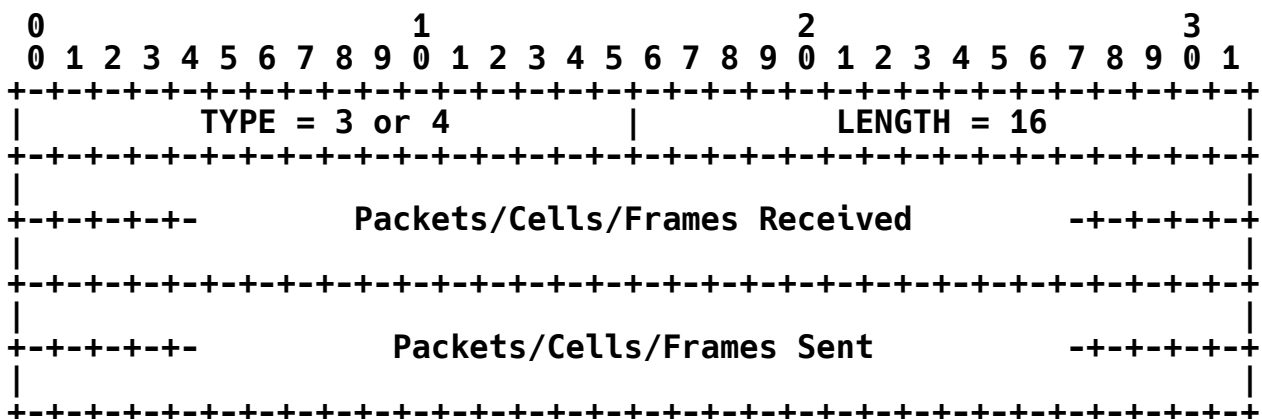 0                   1                   2                   3
 0 1 2 3 4 5 6 7 8 9 0 1 2 3 4 5 6 7 8 9 0 1 2 3 4 5 6 7 8 9 0 1
+-+-+-+-+-+-+-+-+-+-+-+-+-+-+-+-+-+-+-+-+-+-+-+-+-+-+-+-+-+-+-+-+
|         TYPE = 3 or 4         |          LENGTH = 16          |
+-+-+-+-+-+-+-+-+-+-+-+-+-+-+-+-+-+-+-+-+-+-+-+-+-+-+-+-+-+-+-+-+
|                                                               |
+-+-+-+-+-        Packets/Cells/Frames Received        -+-+-+-+-+
|                                                               |
+-+-+-+-+-+-+-+-+-+-+-+-+-+-+-+-+-+-+-+-+-+-+-+-+-+-+-+-+-+-+-+-+
|                                                               |
+-+-+-+-+-          Packets/Cells/Frames Sent          -+-+-+-+-+
|                                                               |
+-+-+-+-+-+-+-+-+-+-+-+-+-+-+-+-+-+-+-+-+-+-+-+-+-+-+-+-+-+-+-+-+